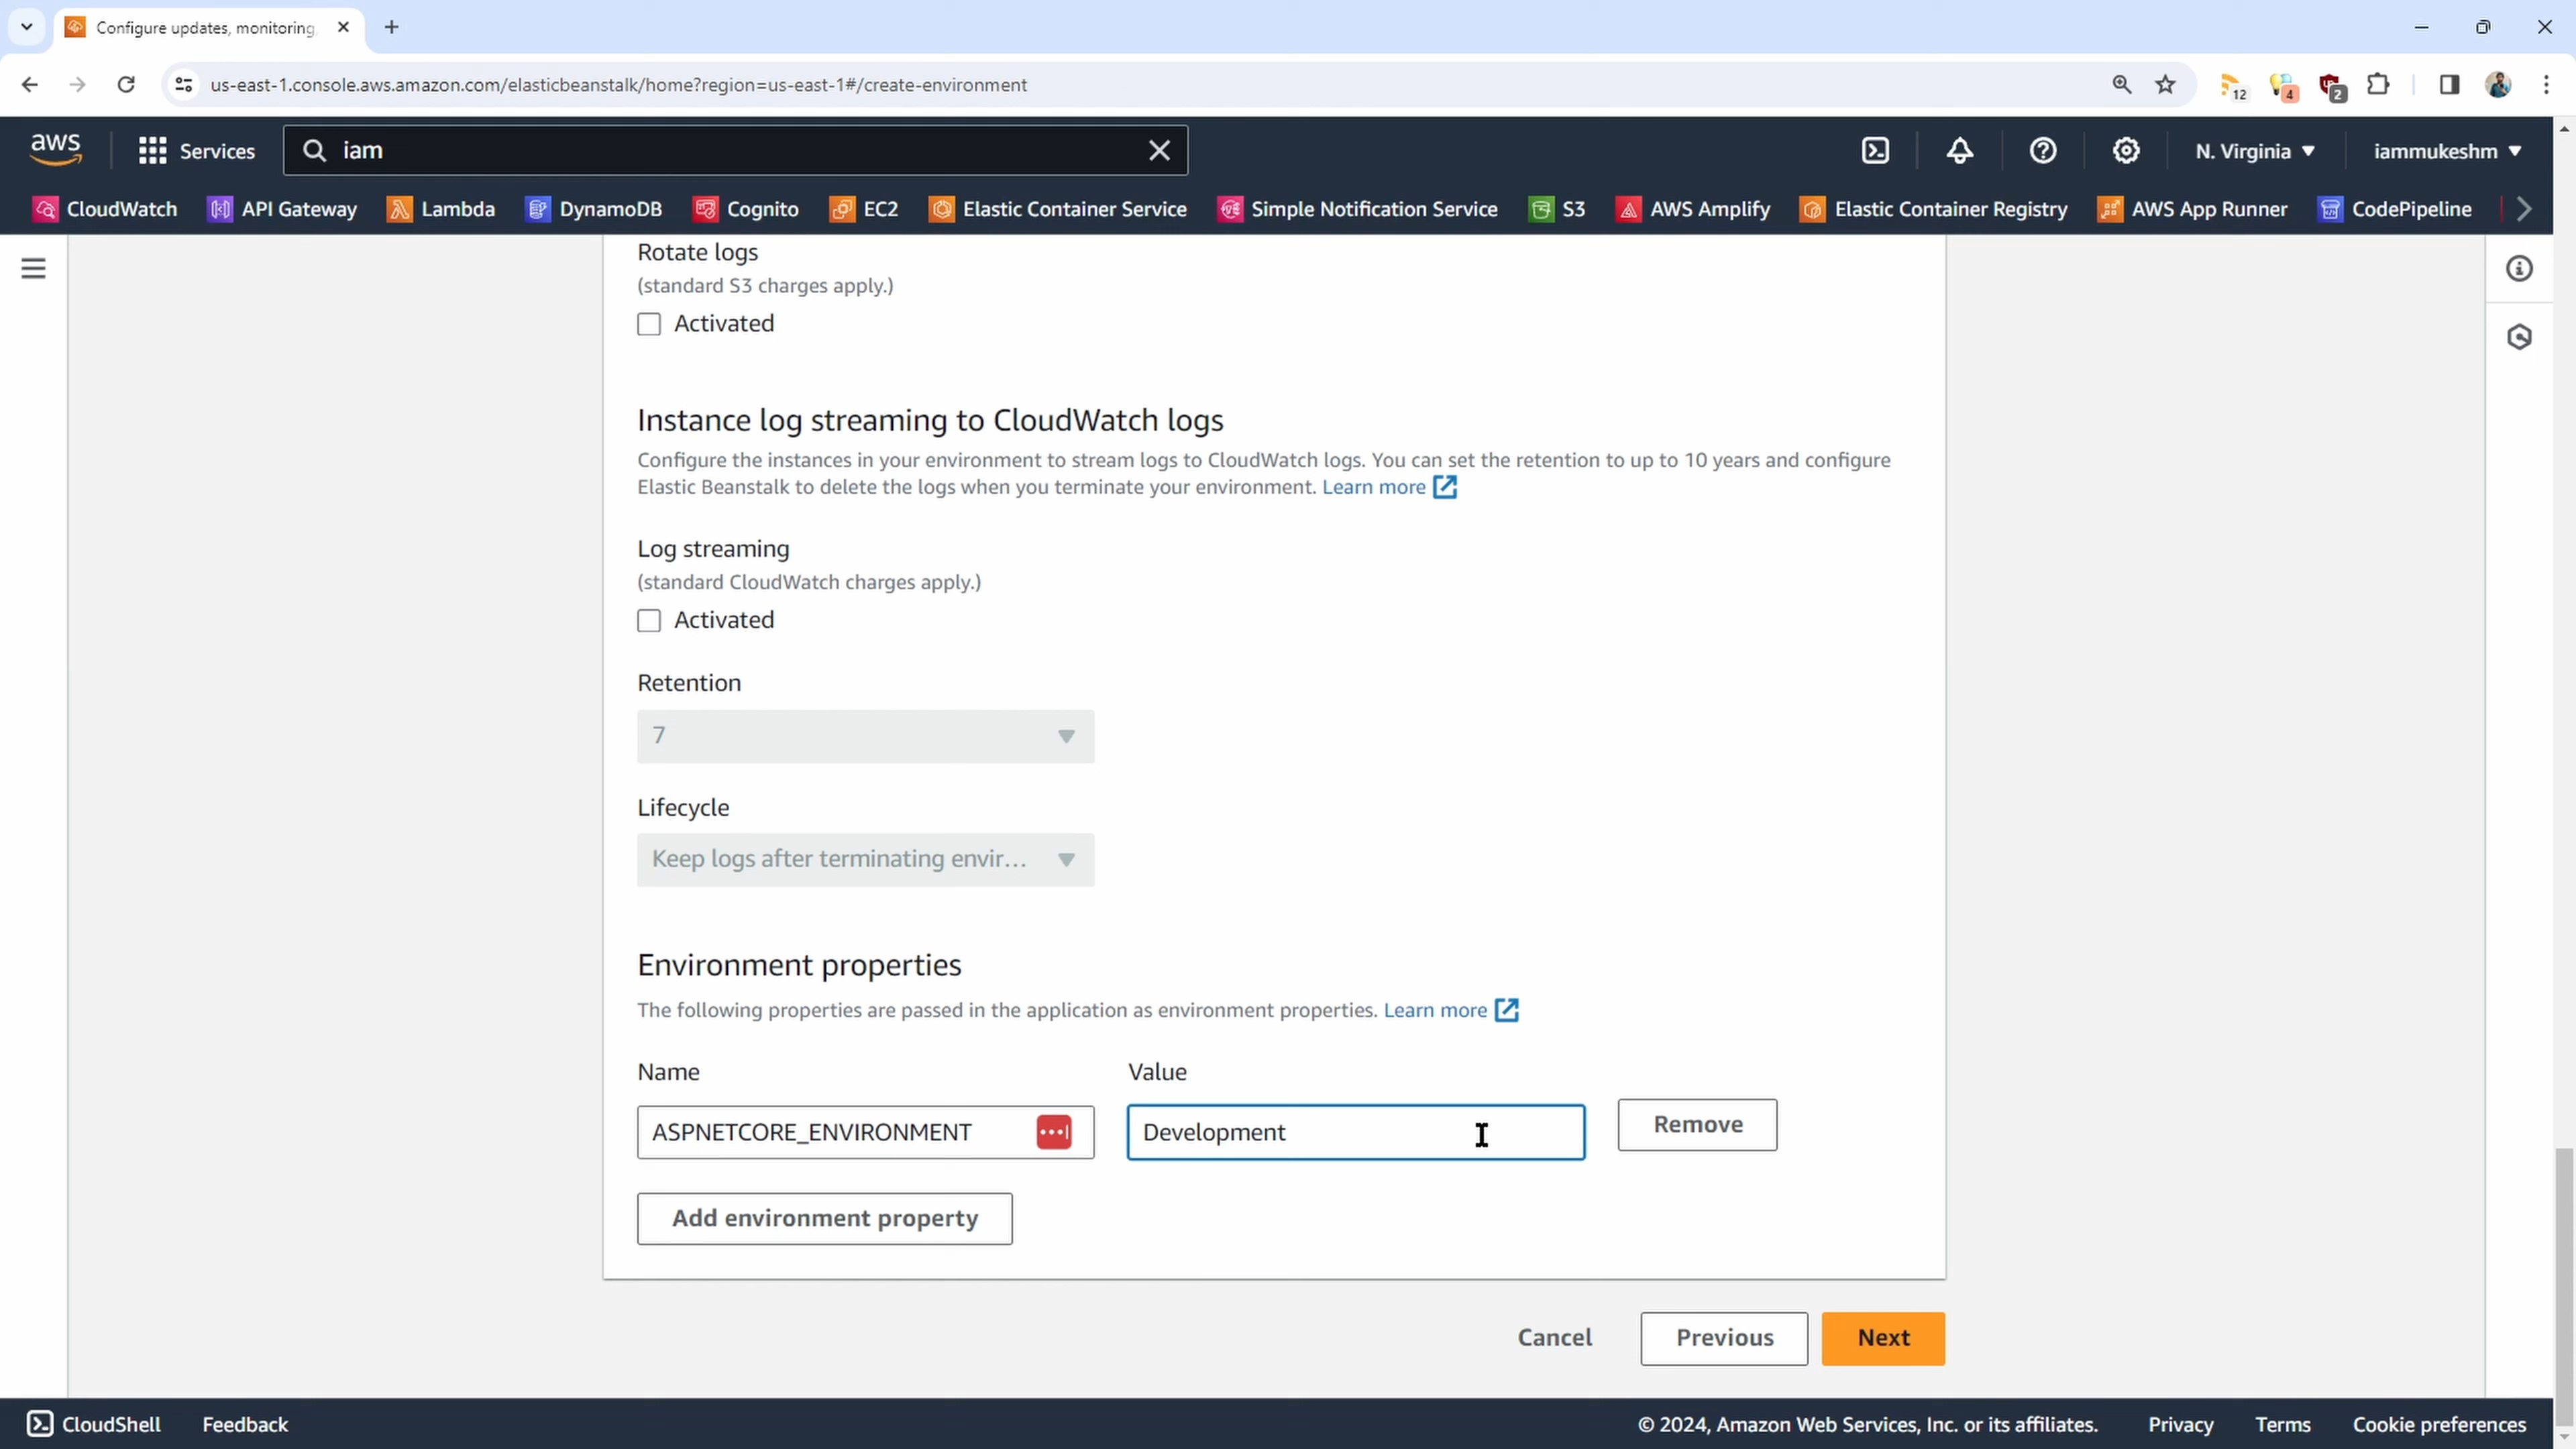 Configure updates, monitoring,
us-east-1.console.aws.amazon.com/elasticbeanstalk/home?region=us-east-1#/create-environment
12
4
2
aws
Services
iam
N. Virginia
iammukeshm
CloudWatch
API Gateway
Lambda
DynamoDB
Cognito
EC2
Elastic Container Service
Simple Notification Service
S3
AWS Amplify
Elastic Container Registry
AWS App Runner
CodePipeline
Rotate logs
(standard S3 charges apply.)
Activated
Instance log streaming to CloudWatch logs
Configure the instances in your environment to stream logs to CloudWatch logs. You can set the retention to up to 10 years and configure
Elastic Beanstalk to delete the logs when you terminate your environment. Learn more
Log streaming
(standard CloudWatch charges apply.)
Activated
Retention
7
Lifecycle
Keep logs after terminating envir...
Environment properties
The following properties are passed in the application as environment properties. Learn more
Name
Value
ASPNETCORE_ENVIRONMENT
Development
Remove
Add environment property
Cancel
Previous
Next
CloudShell
Feedback
© 2024, Amazon Web Services, Inc. or its affiliates.
Privacy
Terms
Cookie preferences